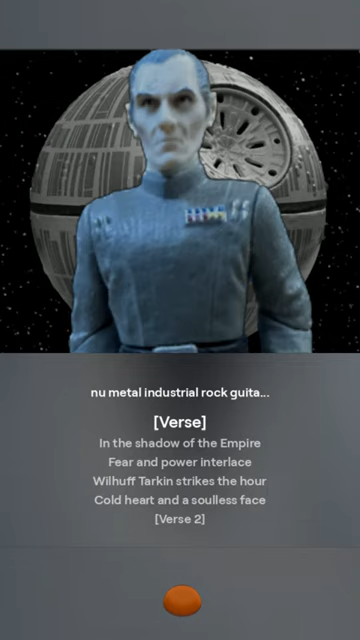 nu metal industrial rock guita...
[Verse]
In the shadow of the Empire
Fear and power interlace
Wilhuff Tarkin strikes the hour
Cold heart and a soulless face
[Verse 2]